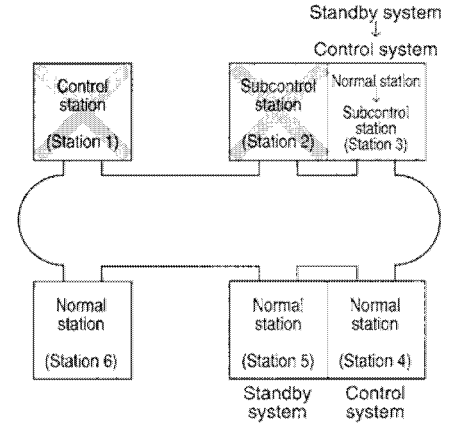 Standby system
↓
Control system
Control
station
(Station 1)
Subcontrol
station
(Station 2)
Normal station
↓
Subcontrol
station
(Station 3)
Normal
station
(Station 6)
Normal
station
(Station 5)
Normal
station
(Station 4)
Standby
system
Control
system